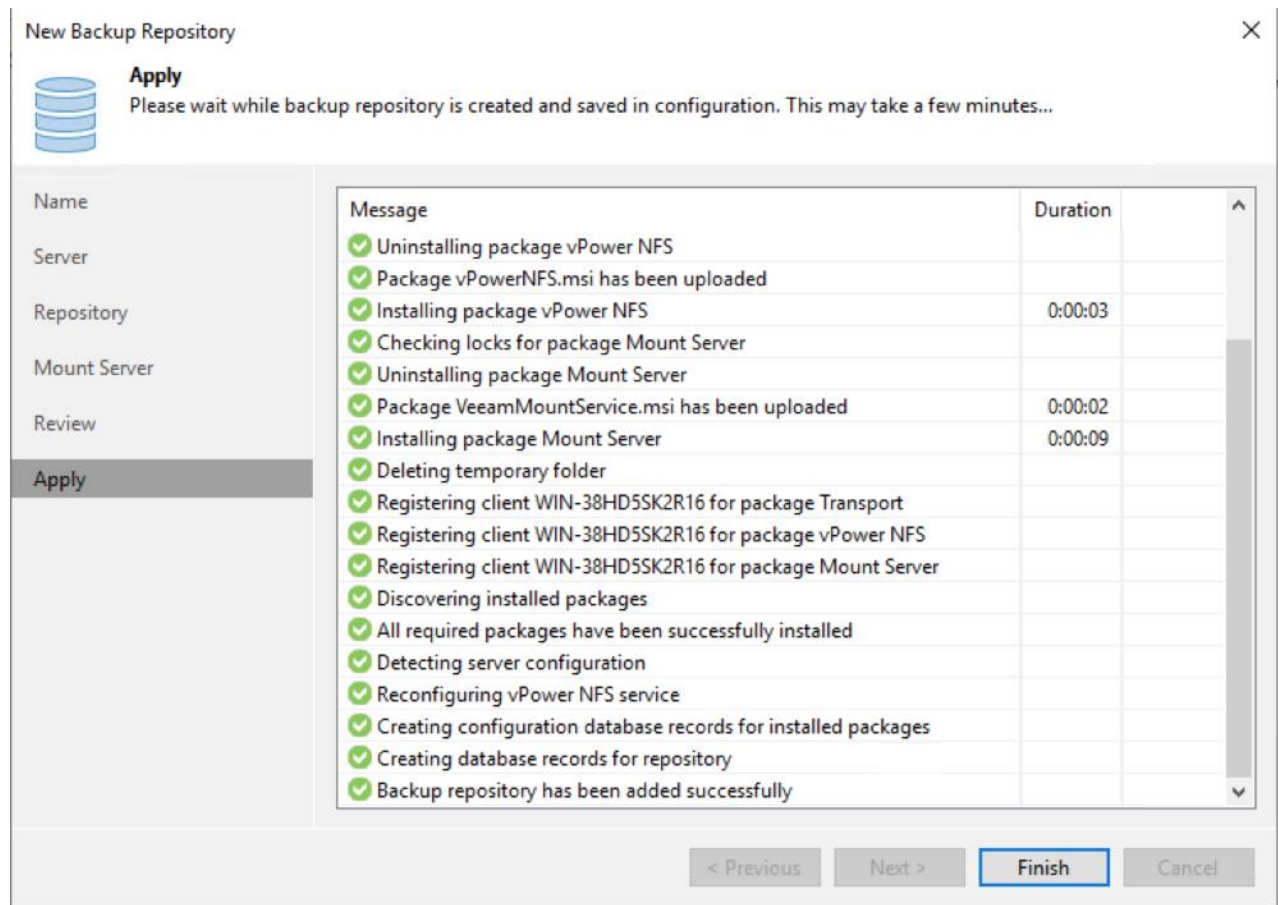 New Backup Repository
Apply
Please wait while backup repository is created and saved in configuration. This may take a few minutes...
Name
Server
Repository
Mount Server
Review
Apply
Message Duration
Uninstalling package vPower NFS
Package vPowerNFS.msi has been uploaded
Installing package vPower NFS 0:00:03
Checking locks for package Mount Server
Uninstalling package Mount Server
Package VeeamMountService.msi has been uploaded 0:00:02
Installing package Mount Server 0:00:09
Deleting temporary folder
Registering client WIN-38HD5SK2R16 for package Transport
Registering client WIN-38HD5SK2R16 for package vPower NFS
Registering client WIN-38HD5SK2R16 for package Mount Server
Discovering installed packages
All required packages have been successfully installed
Detecting server configuration
Reconfiguring vPower NFS service
Creating configuration database records for installed packages
Creating database records for repository
Backup repository has been added successfully
< Previous Next > Finish Cancel